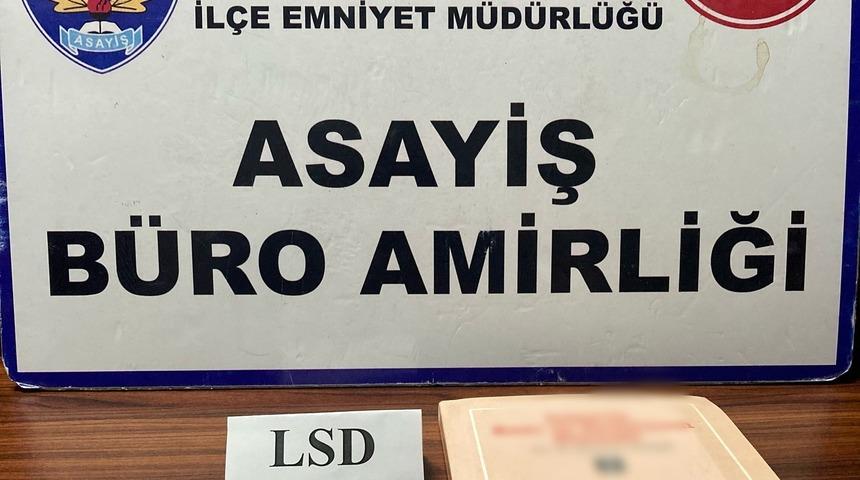 İLÇE EMNİYET MÜDÜRLÜĞÜ
ASAYİŞ
ASAYİŞ
BÜRO AMİRLİĞİ
LSD